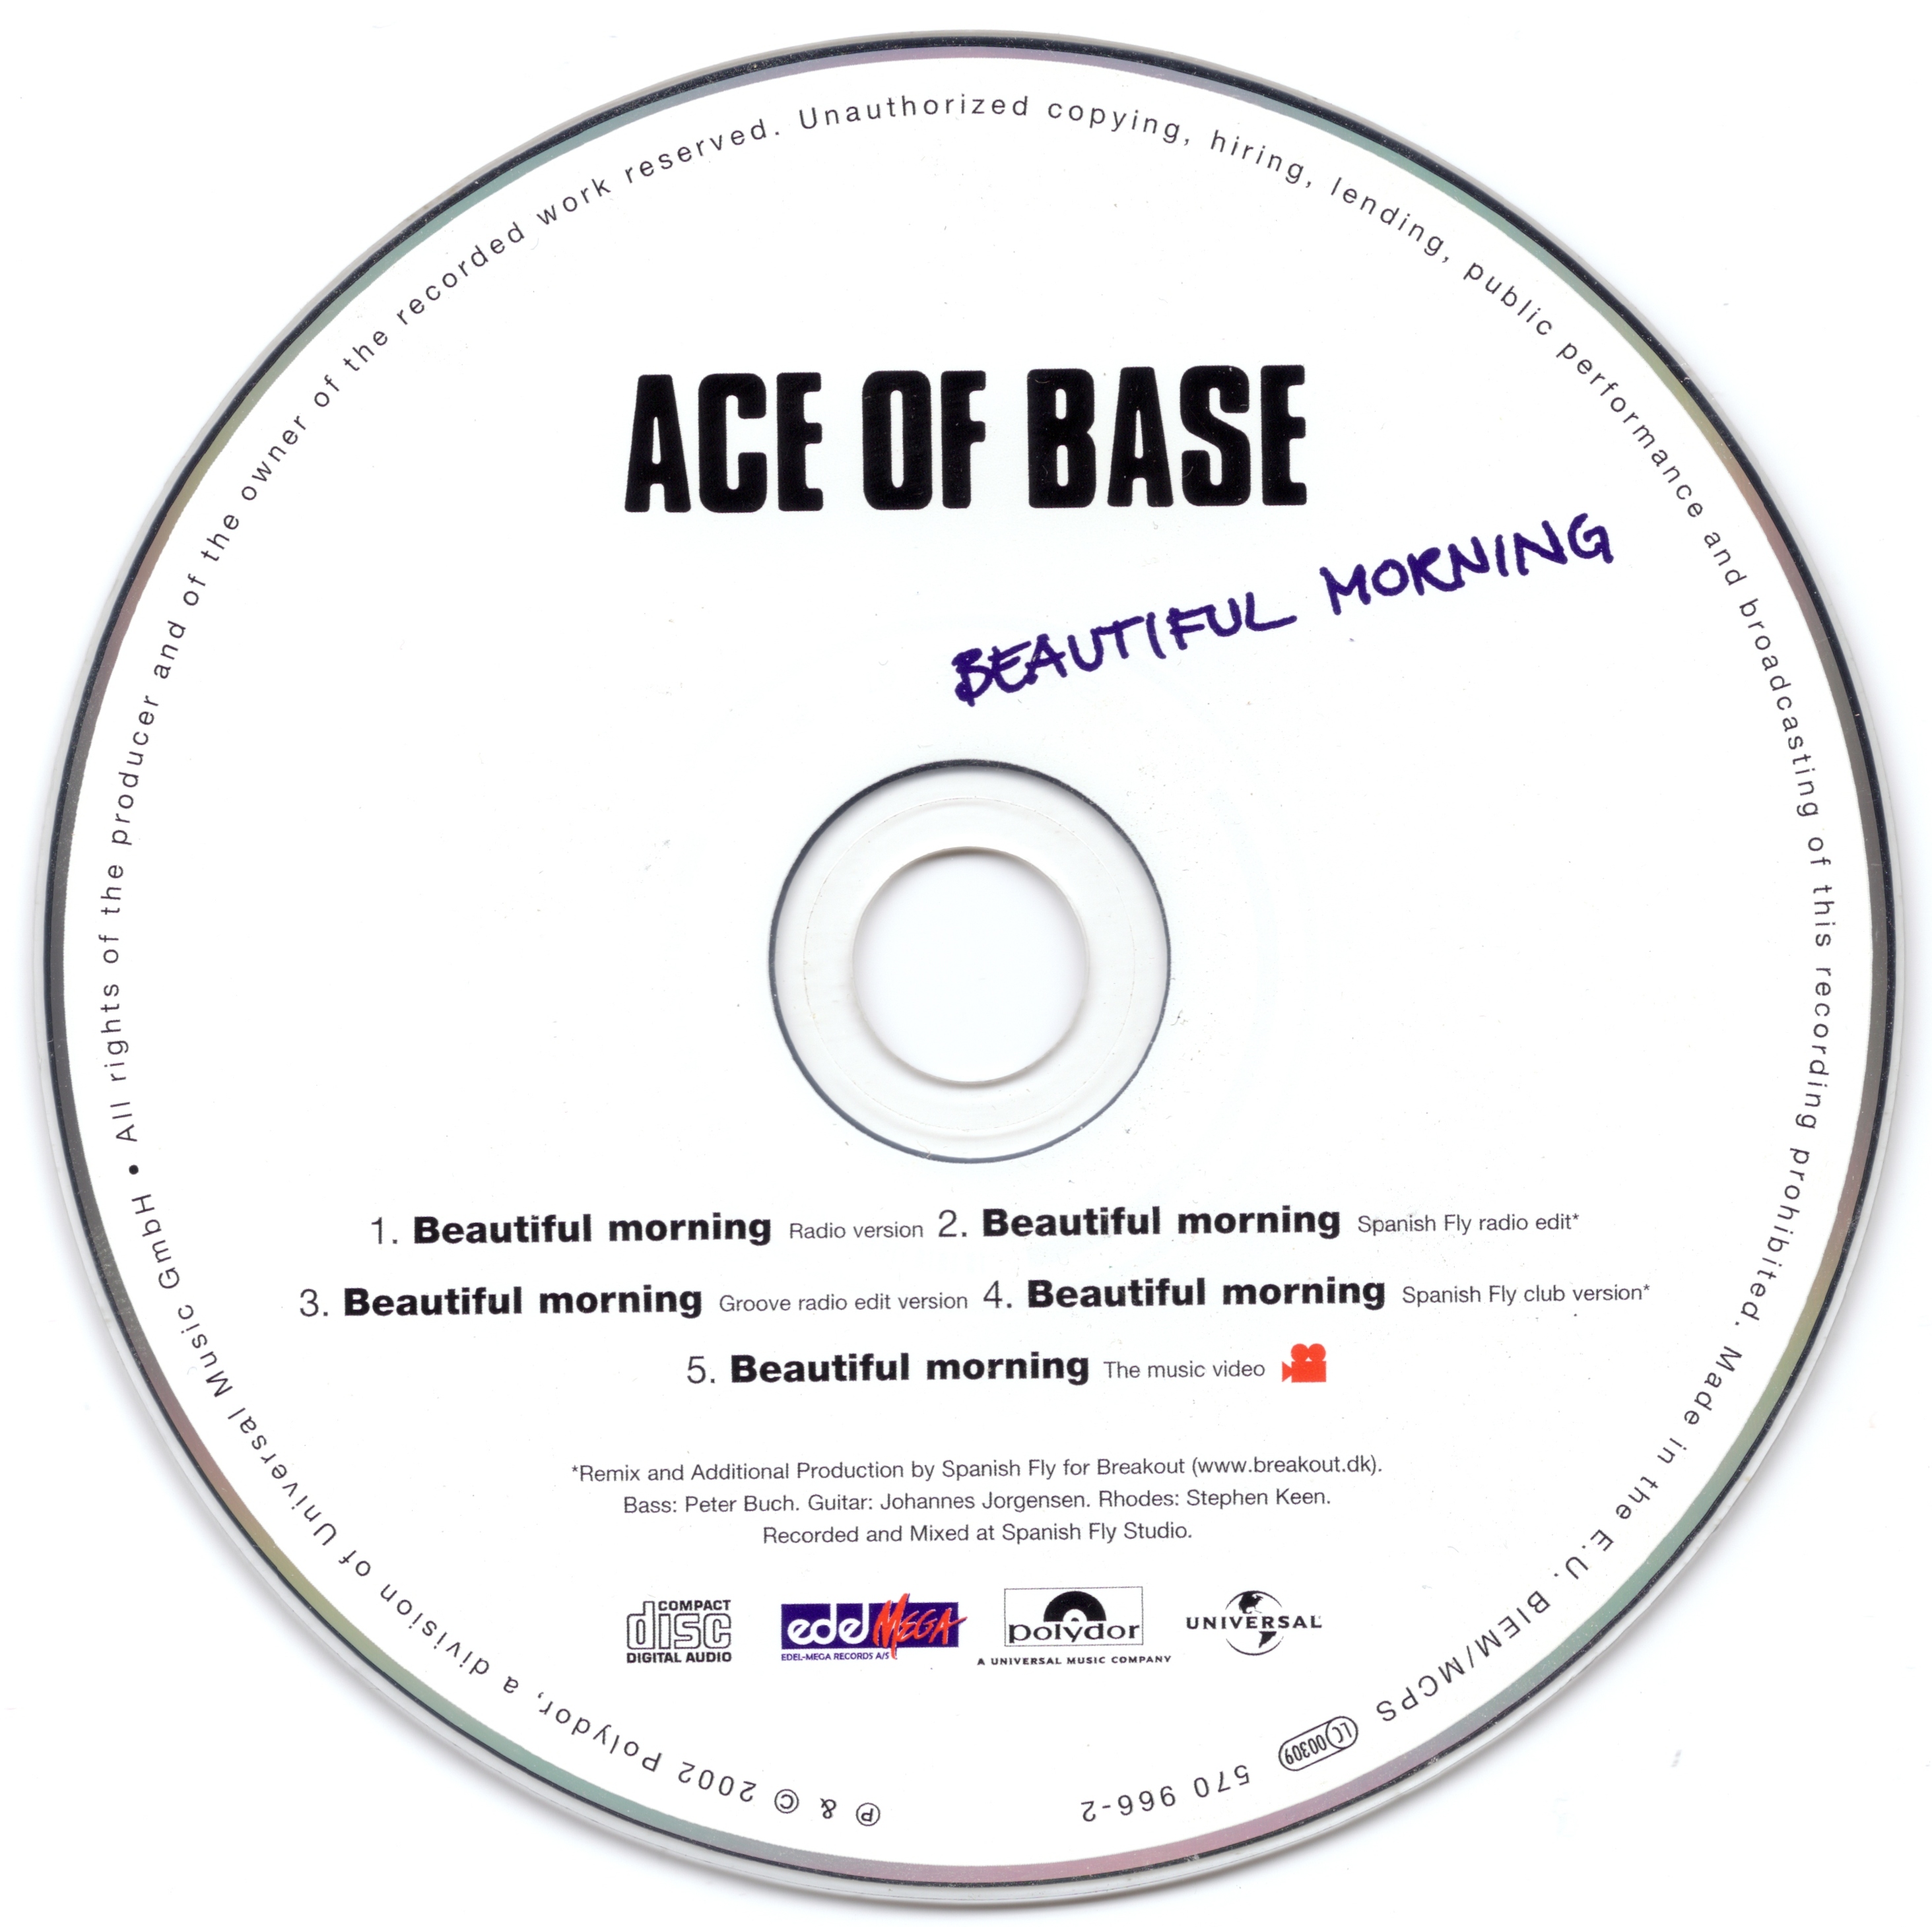 ACE OF BASE
BEAUTIFUL MORNING
1. Beautiful morning Radio version 2. Beautiful morning Spanish Fly radio edit*
3. Beautiful morning Groove radio edit version 4. Beautiful morning Spanish Fly club version*
5. Beautiful morning The music video
*Remix and Additional Production by Spanish Fly for Breakout (www.breakout.dk).
Bass: Peter Buch. Guitar: Johannes Jorgensen. Rhodes: Stephen Keen.
Recorded and Mixed at Spanish Fly Studio.
COMPACT
disc
DIGITAL AUDIO
edel MEGA
EDEL-MEGA RECORDS A/S
polydor
A UNIVERSAL MUSIC COMPANY
UNIVERSAL
℗ & © 2002 Polydor, a division of Universal Music GmbH • All rights of the producer and of the owner of the recorded work reserved. Unauthorized copying, hiring, lending, public performance and broadcasting of this recording prohibited. Made in the E.U. BIEM/MCPS LC 00309 570 966-2